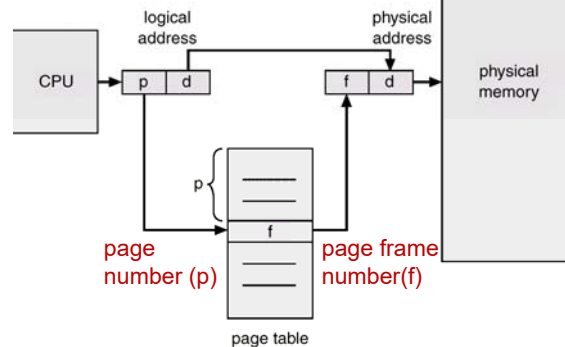 logical
address
physical
address
CPU
p
d
f
d
physical
memory
p
f
page
number (p)
page frame
number(f)
page table